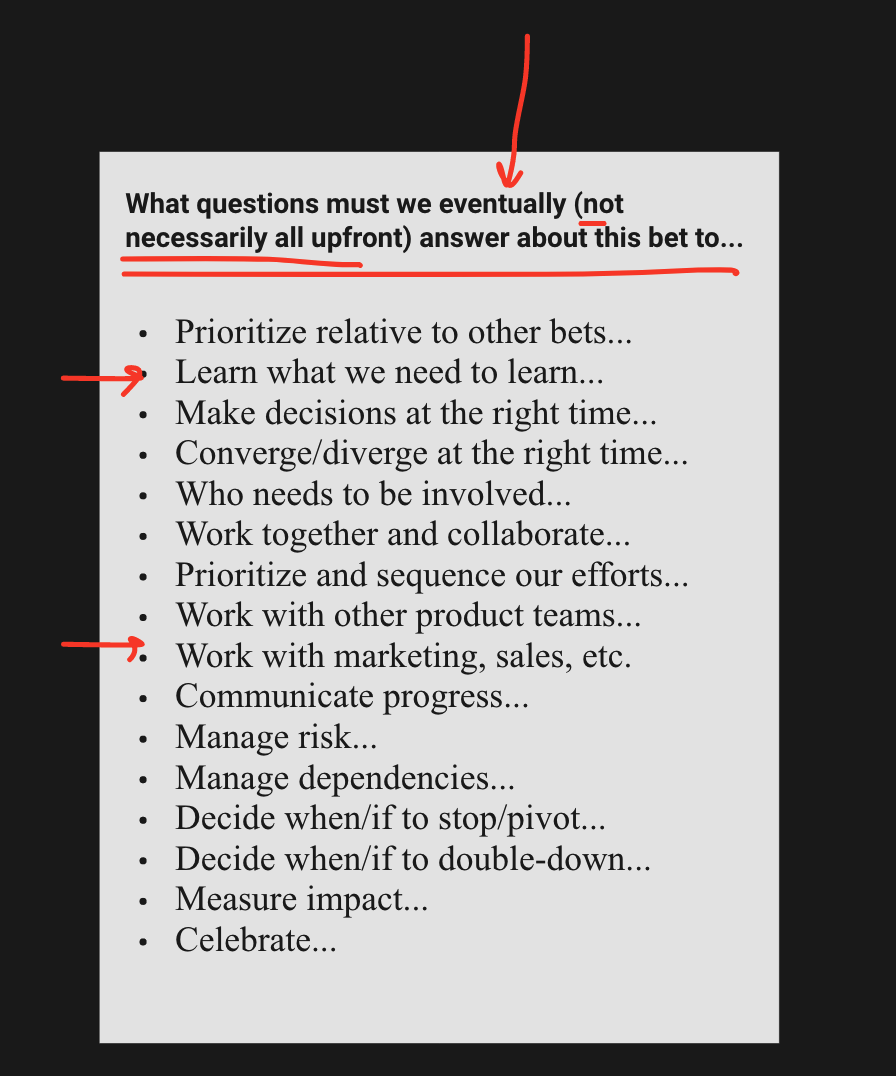 What questions must we eventually (not
necessarily all upfront) answer about this bet to...
• Prioritize relative to other bets...
• Learn what we need to learn...
• Make decisions at the right time...
• Converge/diverge at the right time...
• Who needs to be involved...
• Work together and collaborate...
• Prioritize and sequence our efforts...
• Work with other product teams...
• Work with marketing, sales, etc.
• Communicate progress...
• Manage risk...
• Manage dependencies...
• Decide when/if to stop/pivot...
• Decide when/if to double-down...
• Measure impact...
• Celebrate...